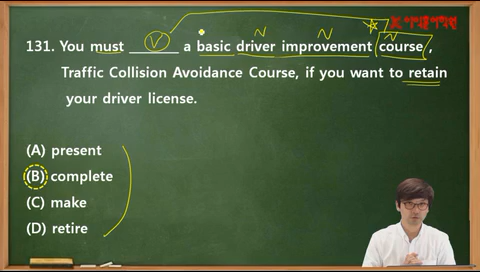 131. You must ______ a basic driver improvement course,
Traffic Collision Avoidance Course, if you want to retain
your driver license.
(A) present
(B) complete
(C) make
(D) retire
V
N
N
N